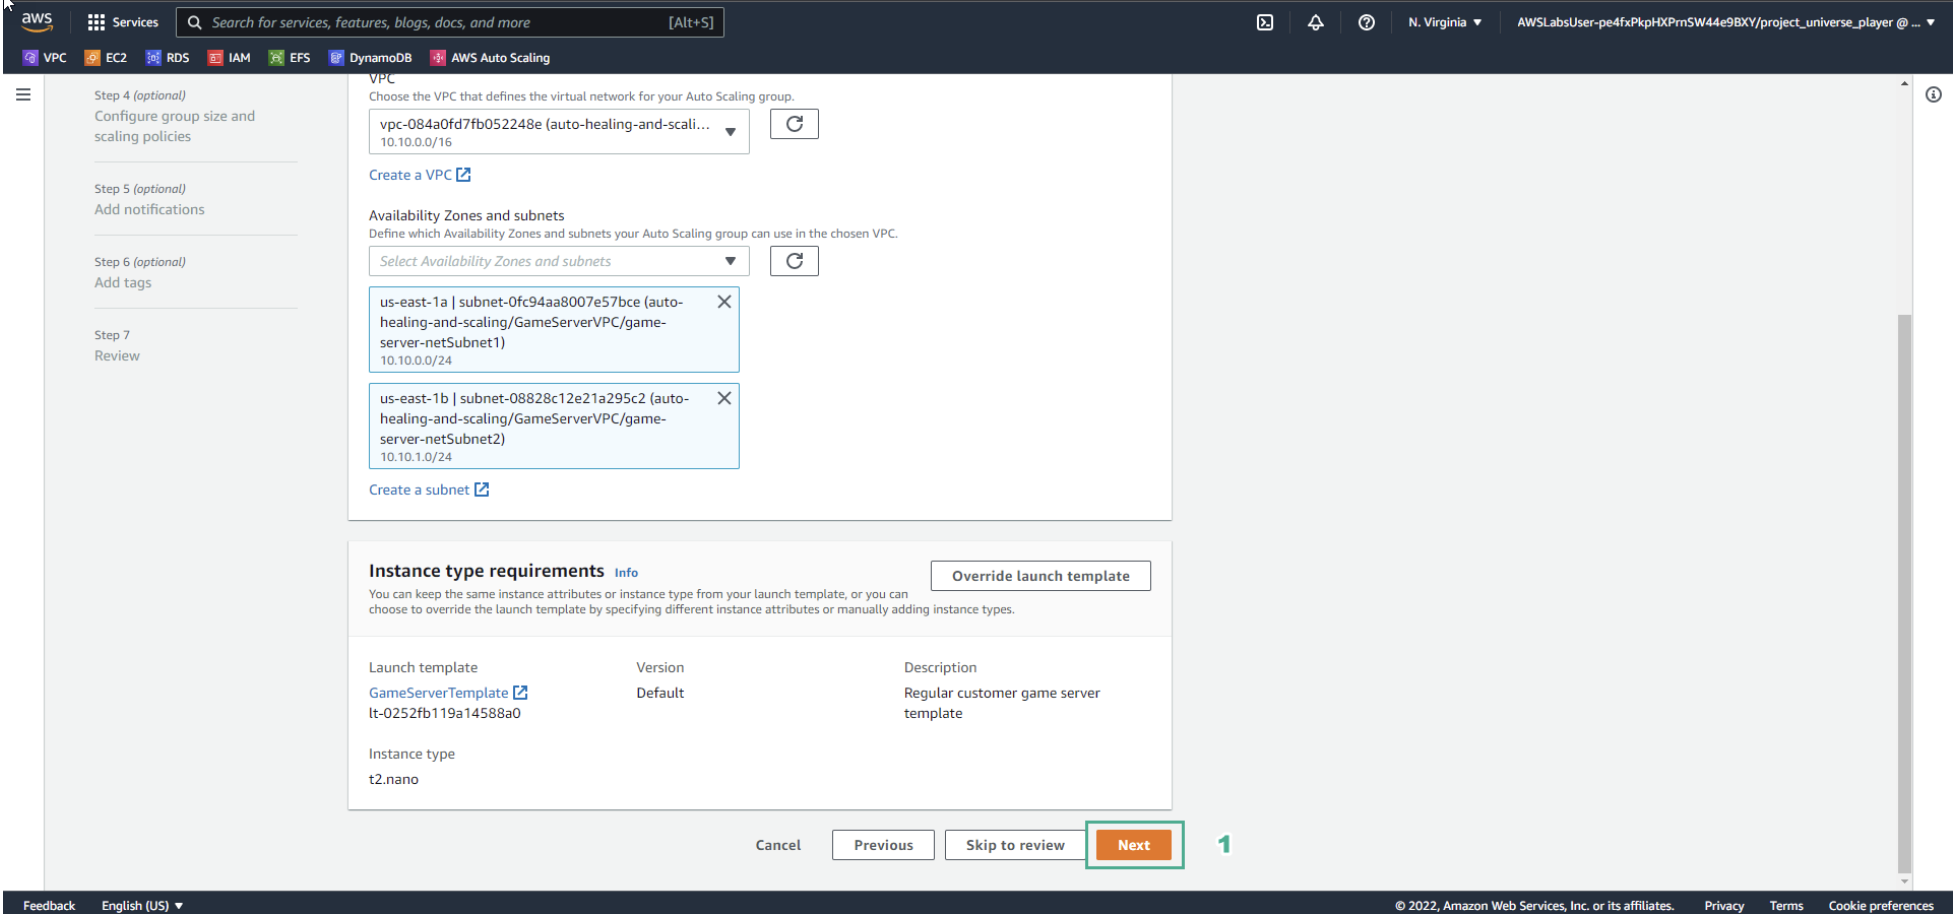 aws
Services
Search for services, features, blogs, docs, and more
[Alt+S]
N. Virginia
AWSLabsUser-pe4fxPkpHXPrnSW44e9BXY/project_universe_player @ ...
VPC
EC2
RDS
IAM
EFS
DynamoDB
AWS Auto Scaling
Step 4 (optional)
Configure group size and
scaling policies
Step 5 (optional)
Add notifications
Step 6 (optional)
Add tags
Step 7
Review
VPC
Choose the VPC that defines the virtual network for your Auto Scaling group.
vpc-084a0fd7fb052248e (auto-healing-and-scali...
10.10.0.0/16
Create a VPC
Availability Zones and subnets
Define which Availability Zones and subnets your Auto Scaling group can use in the chosen VPC.
Select Availability Zones and subnets
us-east-1a | subnet-0fc94aa8007e57bce (auto-
healing-and-scaling/GameServerVPC/game-
server-netSubnet1)
10.10.0.0/24
us-east-1b | subnet-08828c12e21a295c2 (auto-
healing-and-scaling/GameServerVPC/game-
server-netSubnet2)
10.10.1.0/24
Create a subnet
Instance type requirements Info
Override launch template
You can keep the same instance attributes or instance type from your launch template, or you can
choose to override the launch template by specifying different instance attributes or manually adding instance types.
Launch template
GameServerTemplate
lt-0252fb119a14588a0
Version
Default
Description
Regular customer game server
template
Instance type
t2.nano
Cancel
Previous
Skip to review
Next
1
Feedback
English (US)
© 2022, Amazon Web Services, Inc. or its affiliates.
Privacy
Terms
Cookie preferences